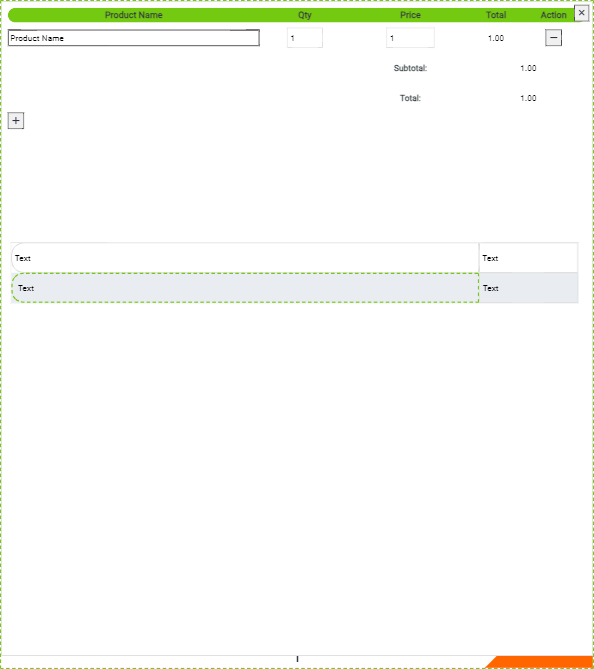 Product Name Qty Price Total Action ×
Product Name 1 1 1.00 −
Subtotal: 1.00
Total: 1.00
+
Text Text
Text Text